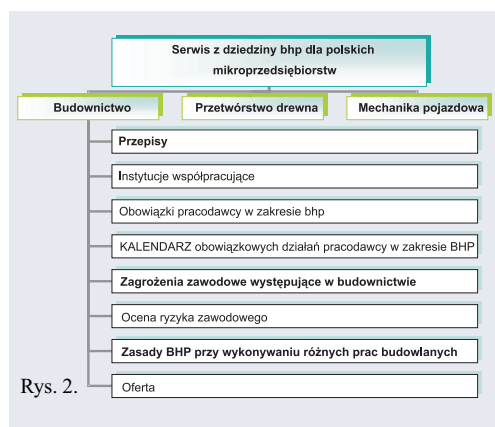 Serwis z dziedziny bhp dla polskich
mikroprzedsiębiorstw
Budownictwo
Przetwórstwo drewna
Mechanika pojazdowa
Przepisy
Instytucje współpracujące
Obowiązki pracodawcy w zakresie bhp
KALENDARZ obowiązkowych działań pracodawcy w zakresie BHP
Zagrożenia zawodowe występujące w budownictwie
Ocena ryzyka zawodowego
Zasady BHP przy wykonywaniu różnych prac budowlanych
Oferta
Rys. 2.